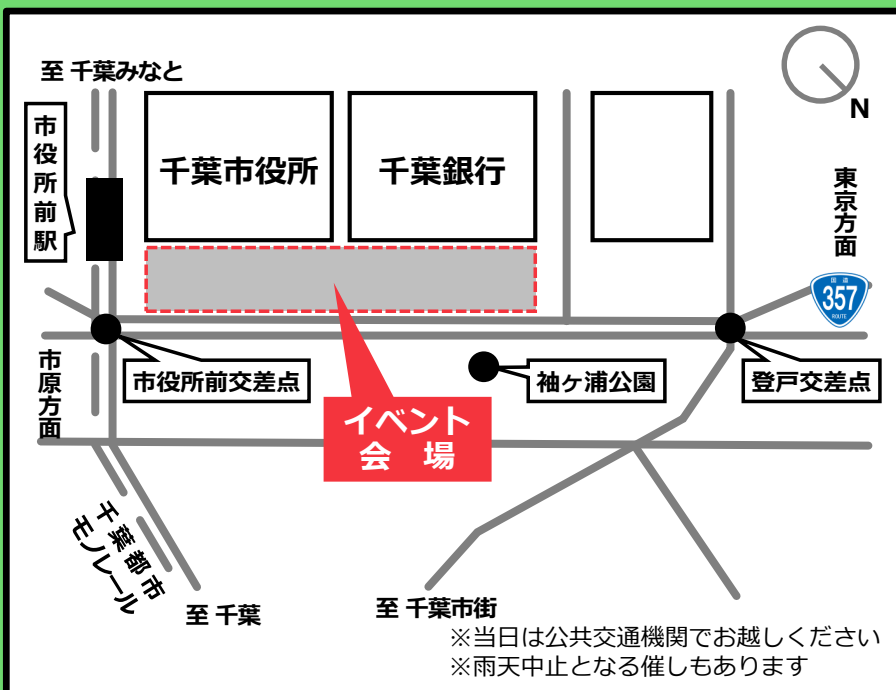 至 千葉みなと
N
市役所前駅
千葉市役所
千葉銀行
東京方面
国道
357
ROUTE
市原方面
市役所前交差点
袖ヶ浦公園
登戸交差点
イベント
会 場
千葉都市
モノレール
至 千葉
至 千葉市街
※当日は公共交通機関でお越しください
※雨天中止となる催しもあります